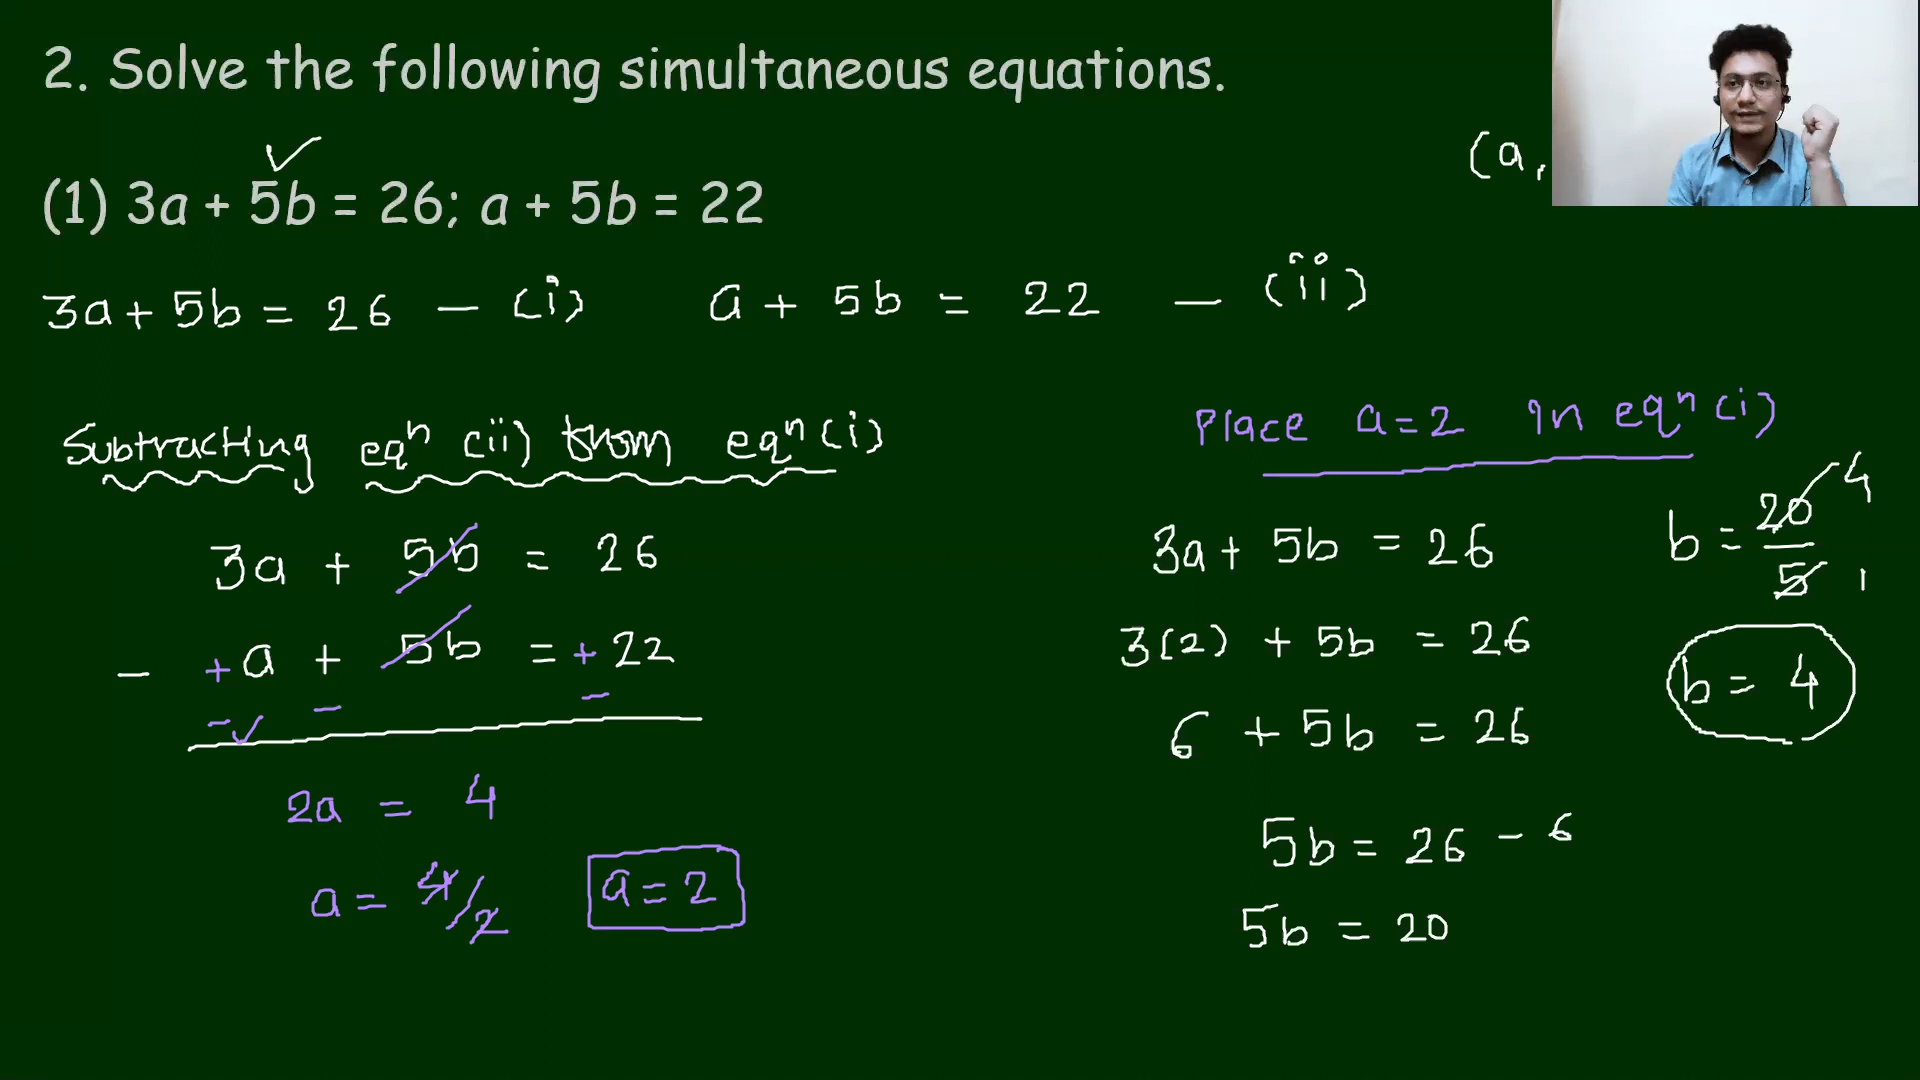 2. Solve the following simultaneous equations.
(a,
(1) 3a + 5b = 26; a + 5b = 22
3a + 5b = 26 — (i)
a + 5b = 22 — (ii)
Subtracting eqⁿ (ii) from eqⁿ (i)
3a + 5b = 26
- +a + 5b = +22
- - -
2a = 4
a = 4/2
a = 2
Place a = 2 in eqⁿ (i)
3a + 5b = 26
3(2) + 5b = 26
6 + 5b = 26
5b = 26 - 6
5b = 20
b = 20/5 4 1
b = 4